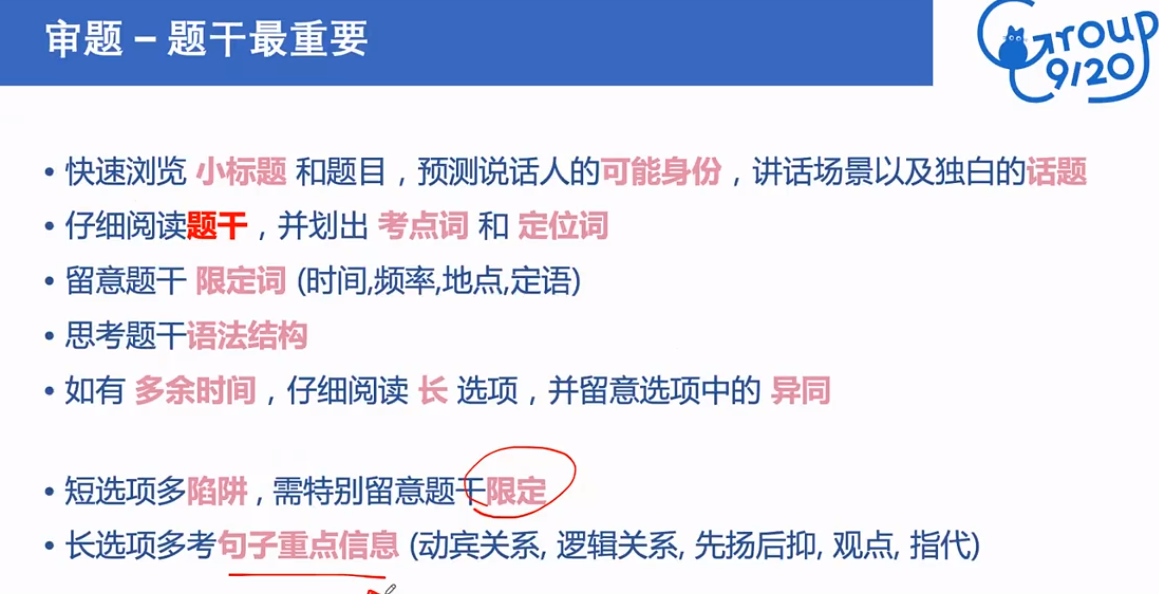 审题 – 题干最重要
Group
9/20
• 快速浏览 小标题 和题目，预测说话人的可能身份，讲话场景以及独白的话题
• 仔细阅读题干，并划出 考点词 和 定位词
• 留意题干 限定词 (时间,频率,地点,定语)
• 思考题干语法结构
• 如有 多余时间，仔细阅读 长 选项，并留意选项中的 异同
• 短选项多陷阱, 需特别留意题干限定
• 长选项多考句子重点信息 (动宾关系, 逻辑关系, 先扬后抑, 观点, 指代)